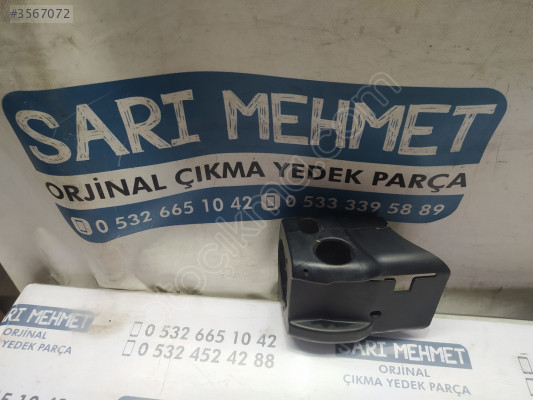 #3567072
SARI MEHMET
ORJİNAL ÇIKMA YEDEK PARÇA
0 532 665 10 42 0 533 339 58 89
SARI MEHMET
ORJİNAL
YEDEK PARÇA
0 532 665 10 42
0 532 452 42 88
SARI MEHMET
ORJİNAL
ÇIKMA YEDEK PARÇA